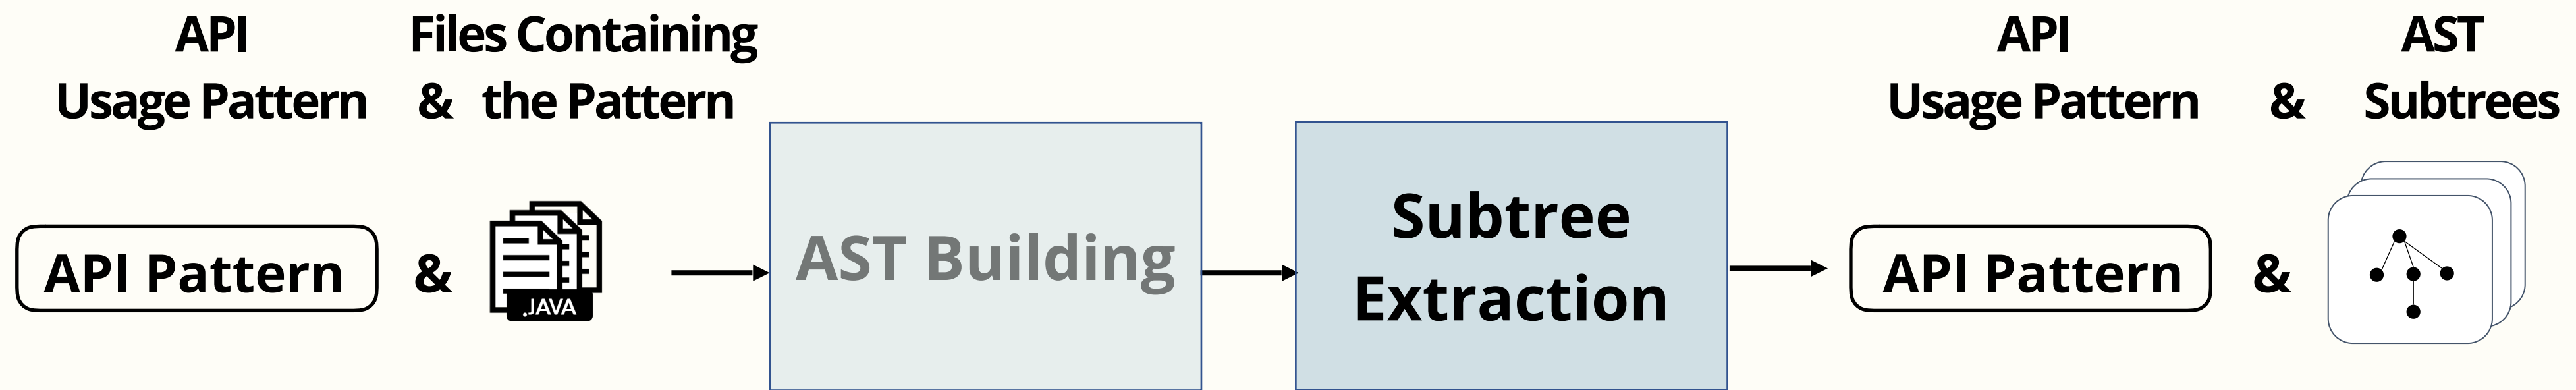 API
Usage Pattern
&
Files Containing
the Pattern
API Pattern
&
.JAVA
AST Building
Subtree
Extraction
API
Usage Pattern
&
AST
Subtrees
API Pattern
&